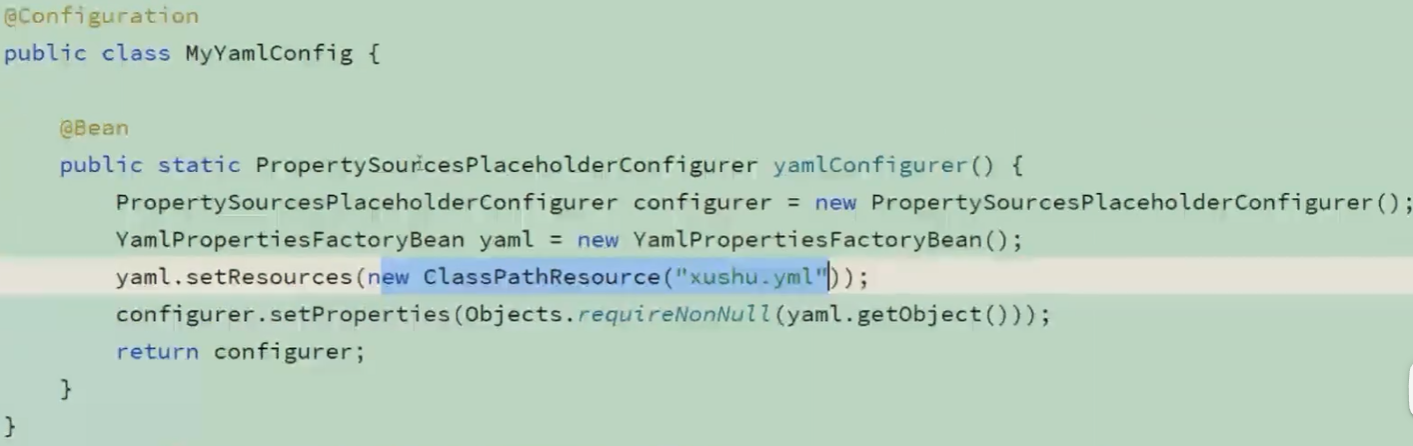 @Configuration
public class MyYamlConfig {
@Bean
public static PropertySourcesPlaceholderConfigurer yamlConfigurer() {
PropertySourcesPlaceholderConfigurer configurer = new PropertySourcesPlaceholderConfigurer();
YamlPropertiesFactoryBean yaml = new YamlPropertiesFactoryBean();
yaml.setResources(new ClassPathResource("xushu.yml"));
configurer.setProperties(Objects.requireNonNull(yaml.getObject()));
return configurer;
}
}